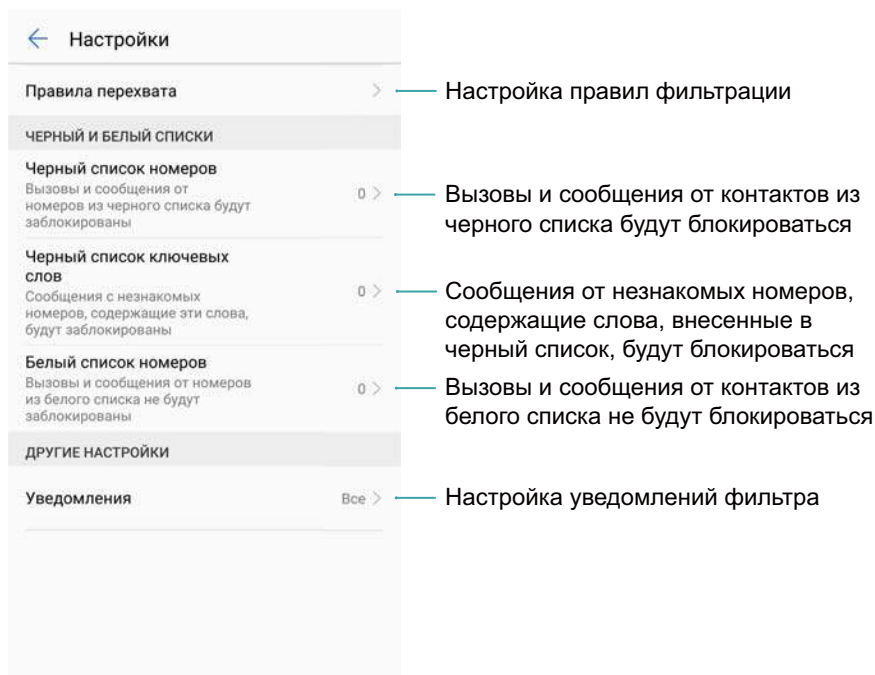 Настройки
Правила перехвата
Настройка правил фильтрации
ЧЕРНЫЙ И БЕЛЫЙ СПИСКИ
Черный список номеров
Вызовы и сообщения от
номеров из черного списка будут
заблокированы
0
Вызовы и сообщения от контактов из
черного списка будут блокироваться
Черный список ключевых
слов
Сообщения с незнакомых
номеров, содержащие эти слова,
будут заблокированы
0
Сообщения от незнакомых номеров,
содержащие слова, внесенные в
черный список, будут блокироваться
Белый список номеров
Вызовы и сообщения от номеров
из белого списка не будут
заблокированы
0
Вызовы и сообщения от контактов из
белого списка не будут блокироваться
ДРУГИЕ НАСТРОЙКИ
Уведомления
Все
Настройка уведомлений фильтра